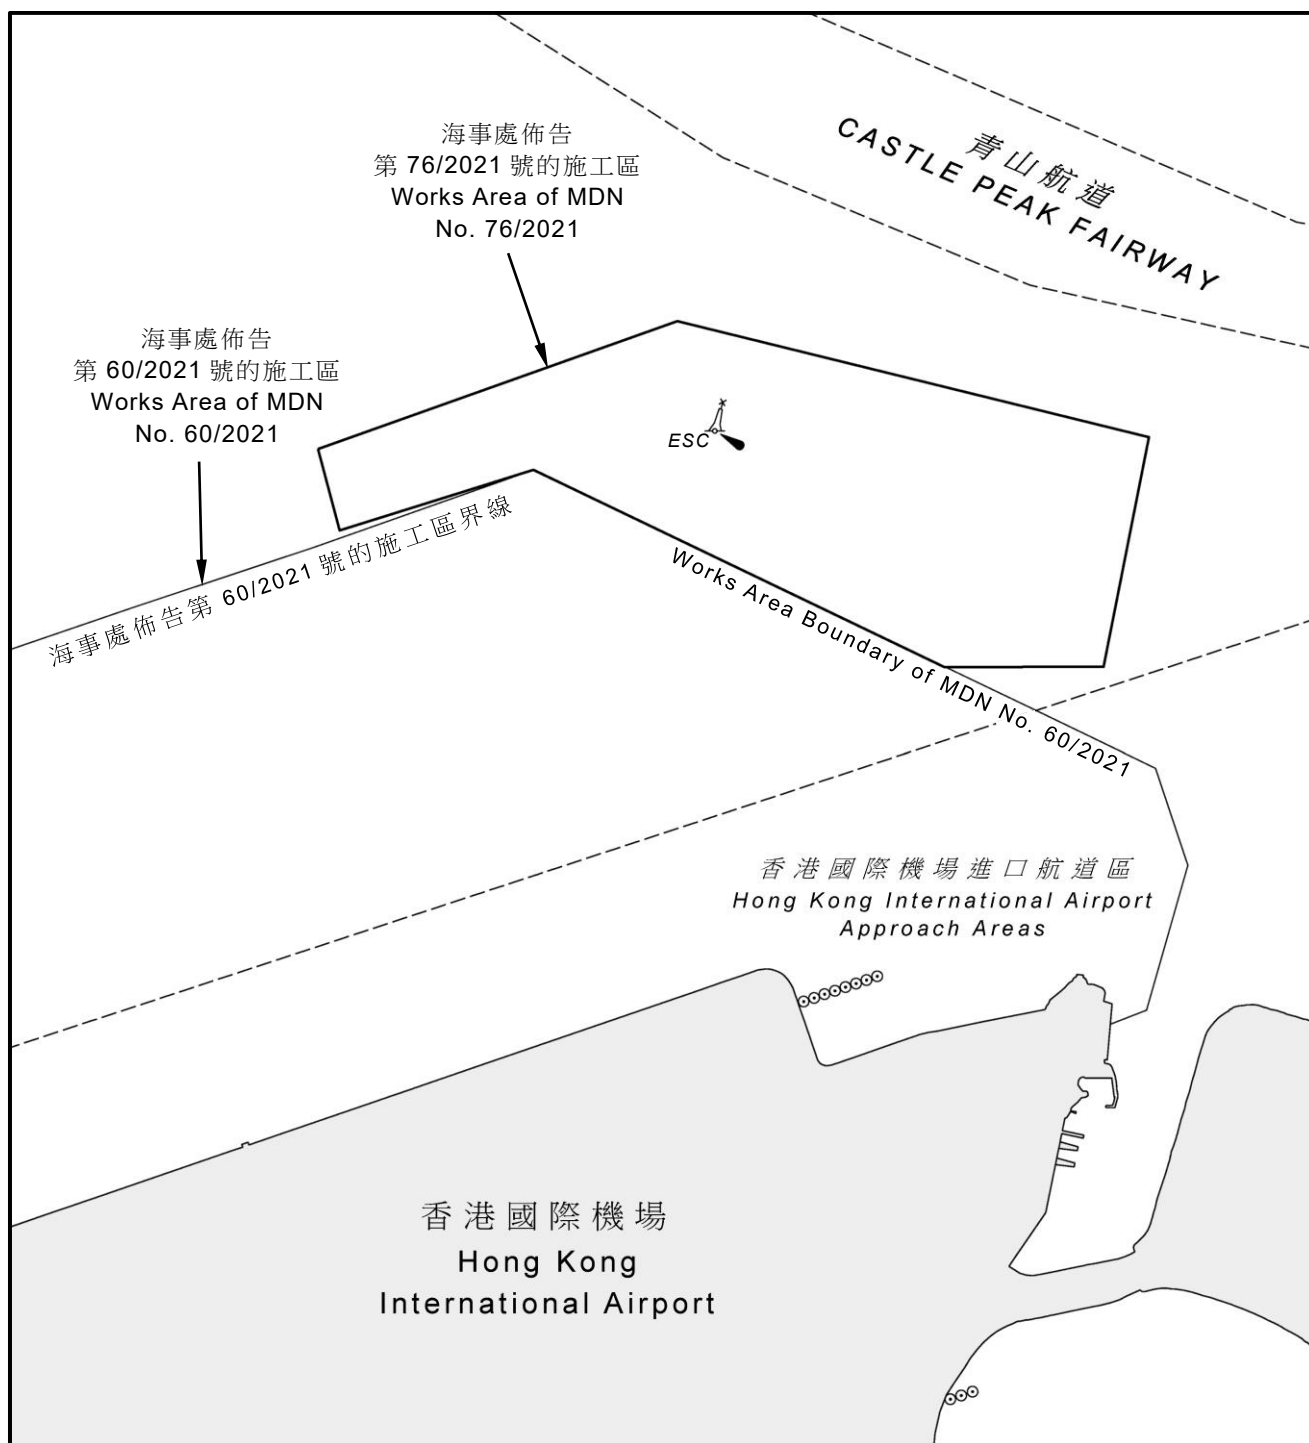 青山航道
CASTLE PEAK FAIRWAY
海事處佈告
第 76/2021 號的施工區
Works Area of MDN
No. 76/2021
海事處佈告
第 60/2021 號的施工區
Works Area of MDN
No. 60/2021
ESC
海事處佈告第 60/2021 號的施工區界線
Works Area Boundary of MDN No. 60/2021
香港國際機場進口航道區
Hong Kong International Airport
Approach Areas
香港國際機場
Hong Kong
International Airport